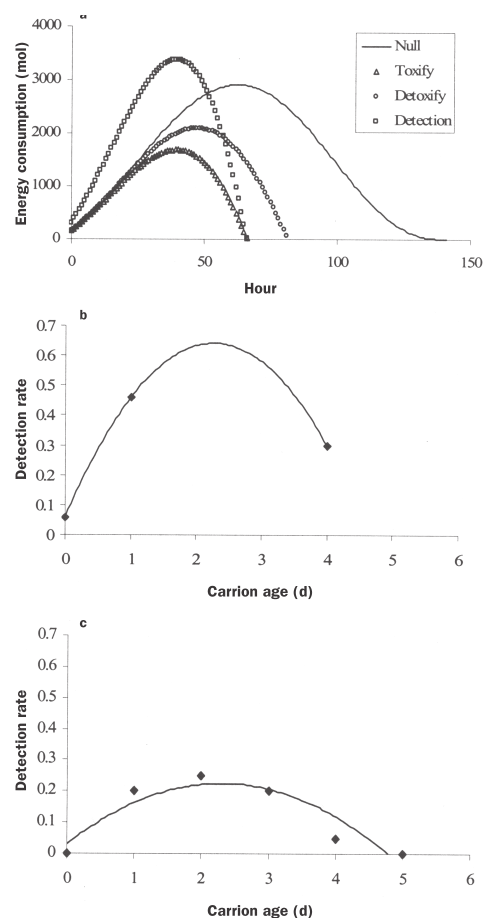 a
4000
3000
2000
1000
0
Energy consumption (mol)
Null
Toxify
Detoxify
Detection
0 50 100 150
Hour
b
0.7
0.6
0.5
0.4
0.3
0.2
0.1
0
Detection rate
0 1 2 3 4 5 6
Carrion age (d)
c
0.7
0.6
0.5
0.4
0.3
0.2
0.1
0
Detection rate
0 1 2 3 4 5 6
Carrion age (d)